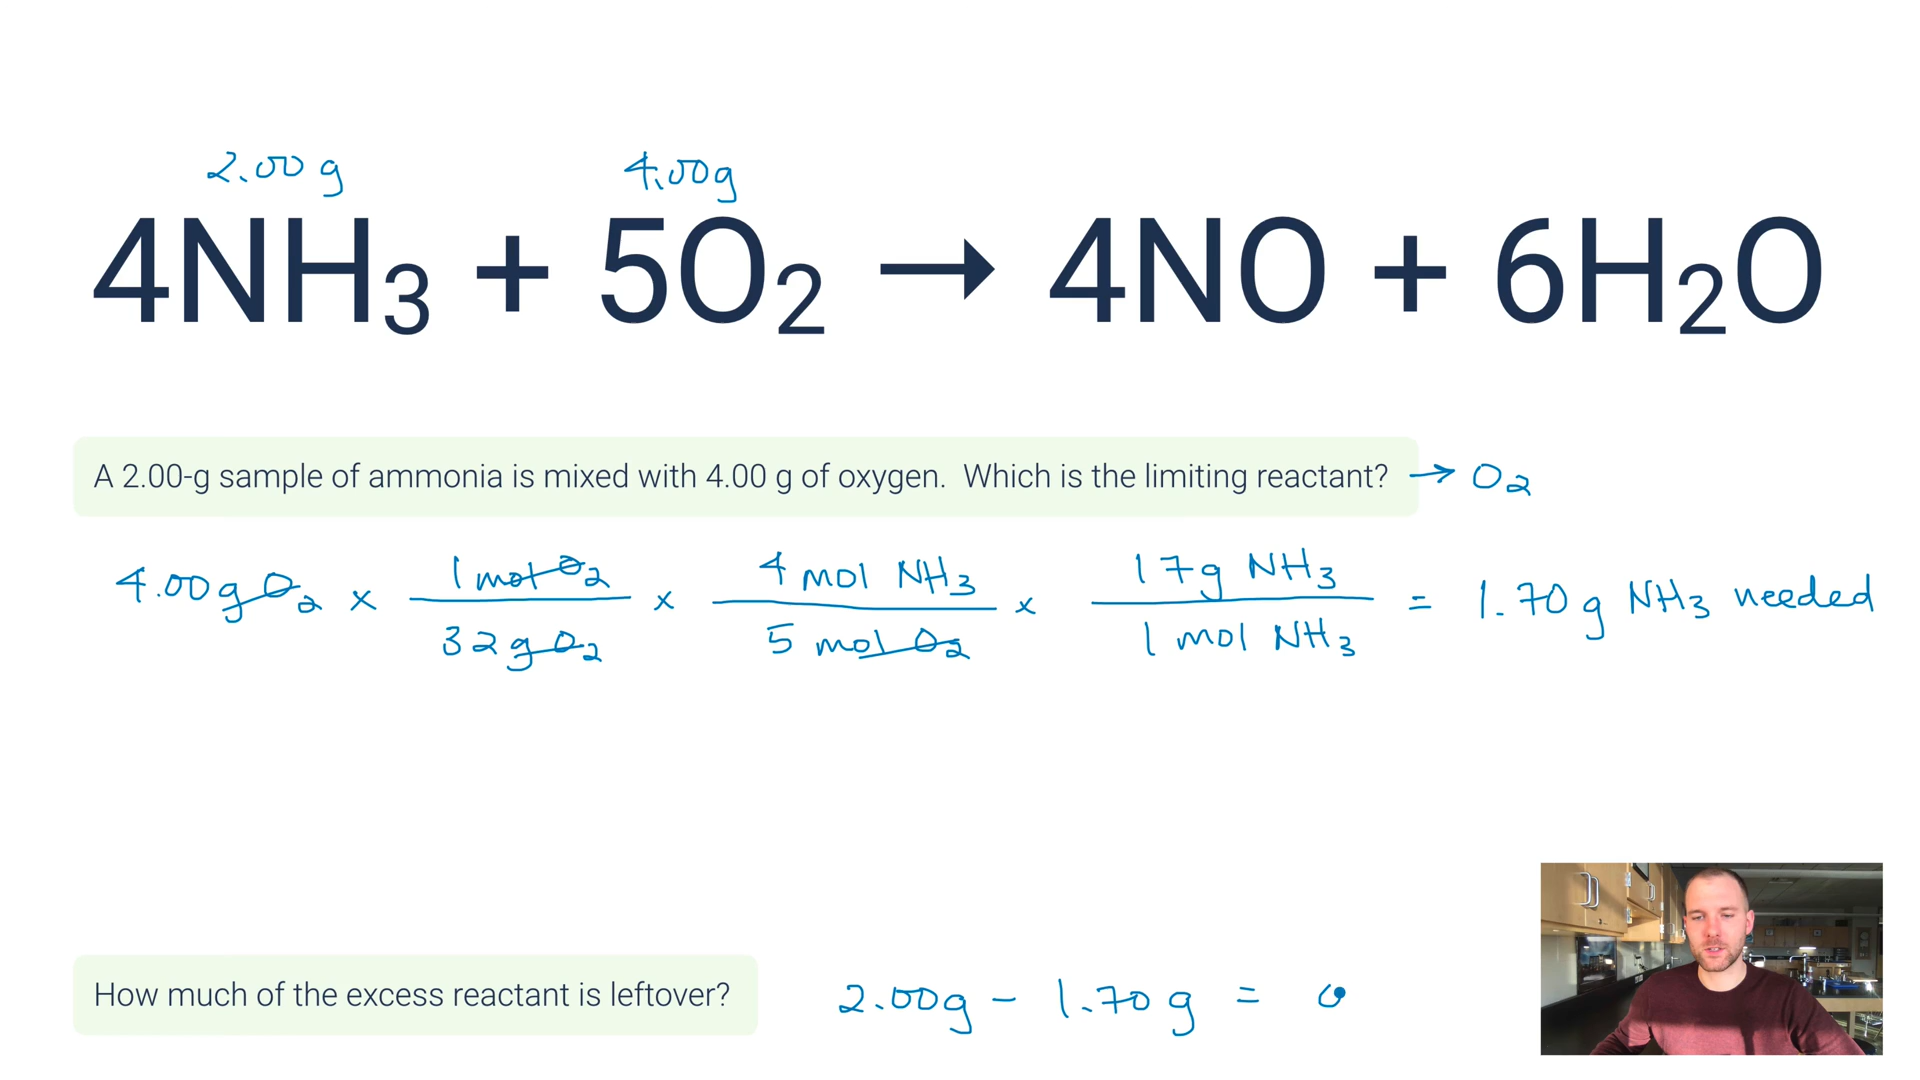 2.00 g 4.00g
4NH₃ + 5O₂ → 4NO + 6H₂O
A 2.00-g sample of ammonia is mixed with 4.00 g of oxygen. Which is the limiting reactant? → O₂
4.00 g O₂ × 1 mol O₂ / 32 g O₂ × 4 mol NH₃ / 5 mol O₂ × 17g NH₃ / 1 mol NH₃ = 1.70 g NH₃ needed
How much of the excess reactant is leftover? 2.00g - 1.70 g = 0